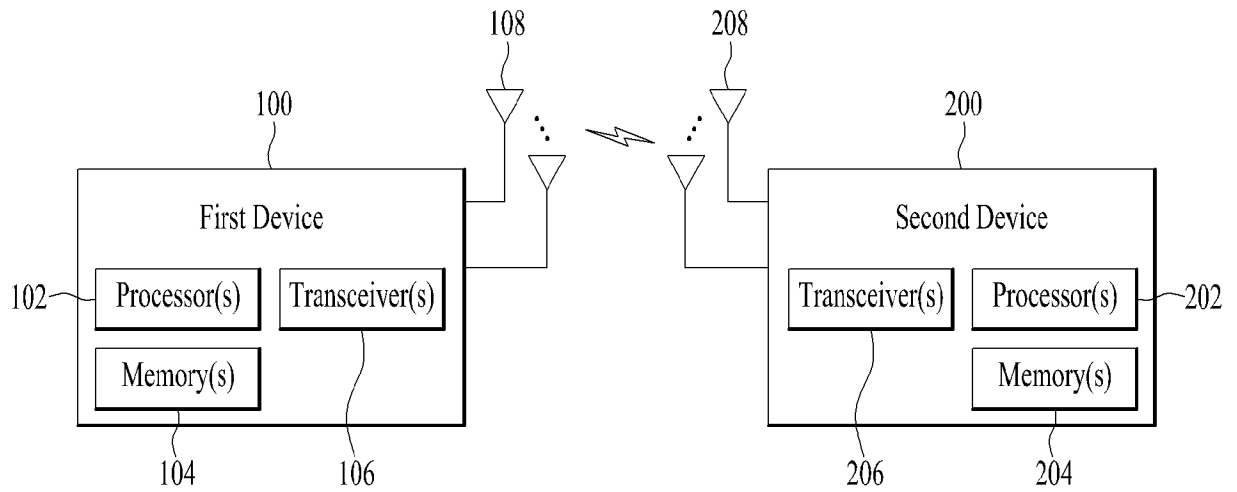 108
208
100
200
First Device
Second Device
102
Processor(s)
Transceiver(s)
Transceiver(s)
Processor(s)
202
Memory(s)
Memory(s)
104
106
206
204